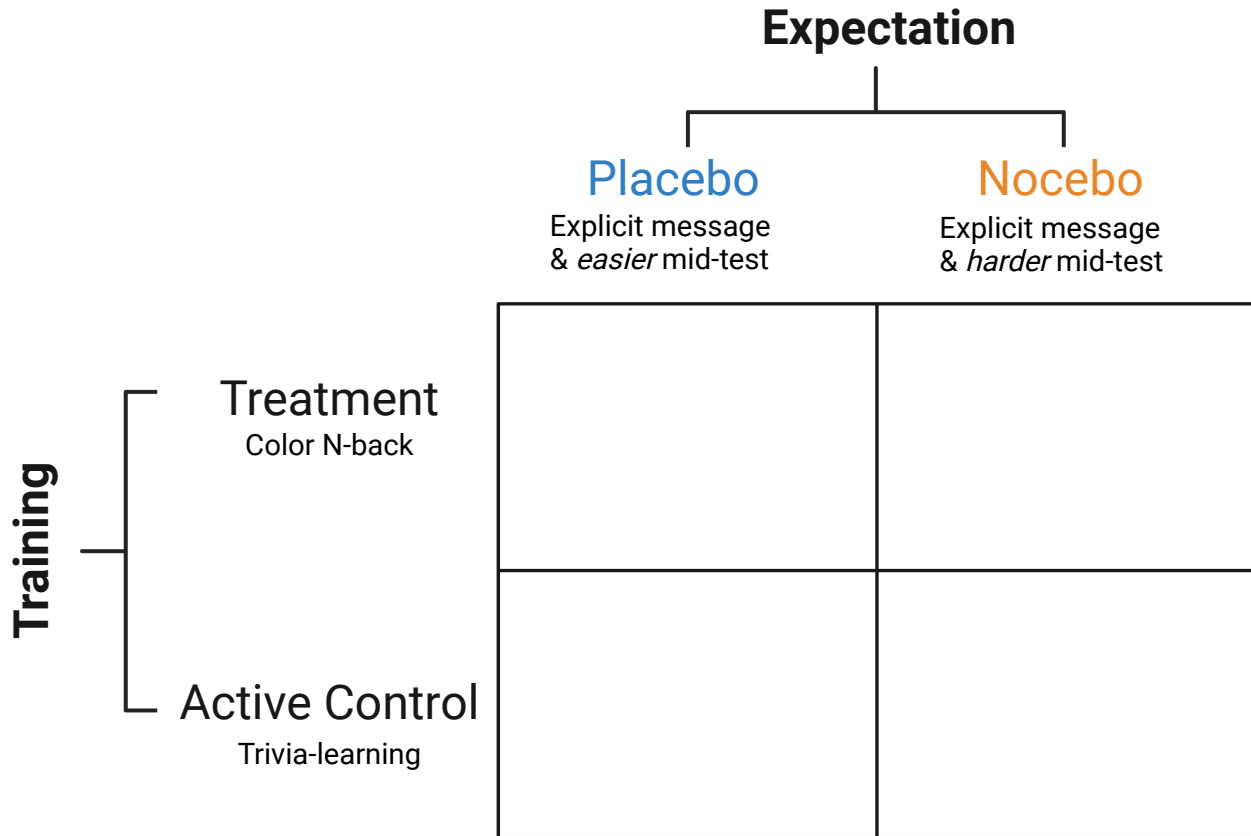 Expectation
Placebo
Explicit message
& easier mid-test
Nocebo
Explicit message
& harder mid-test
Training
Treatment
Color N-back
Active Control
Trivia-learning